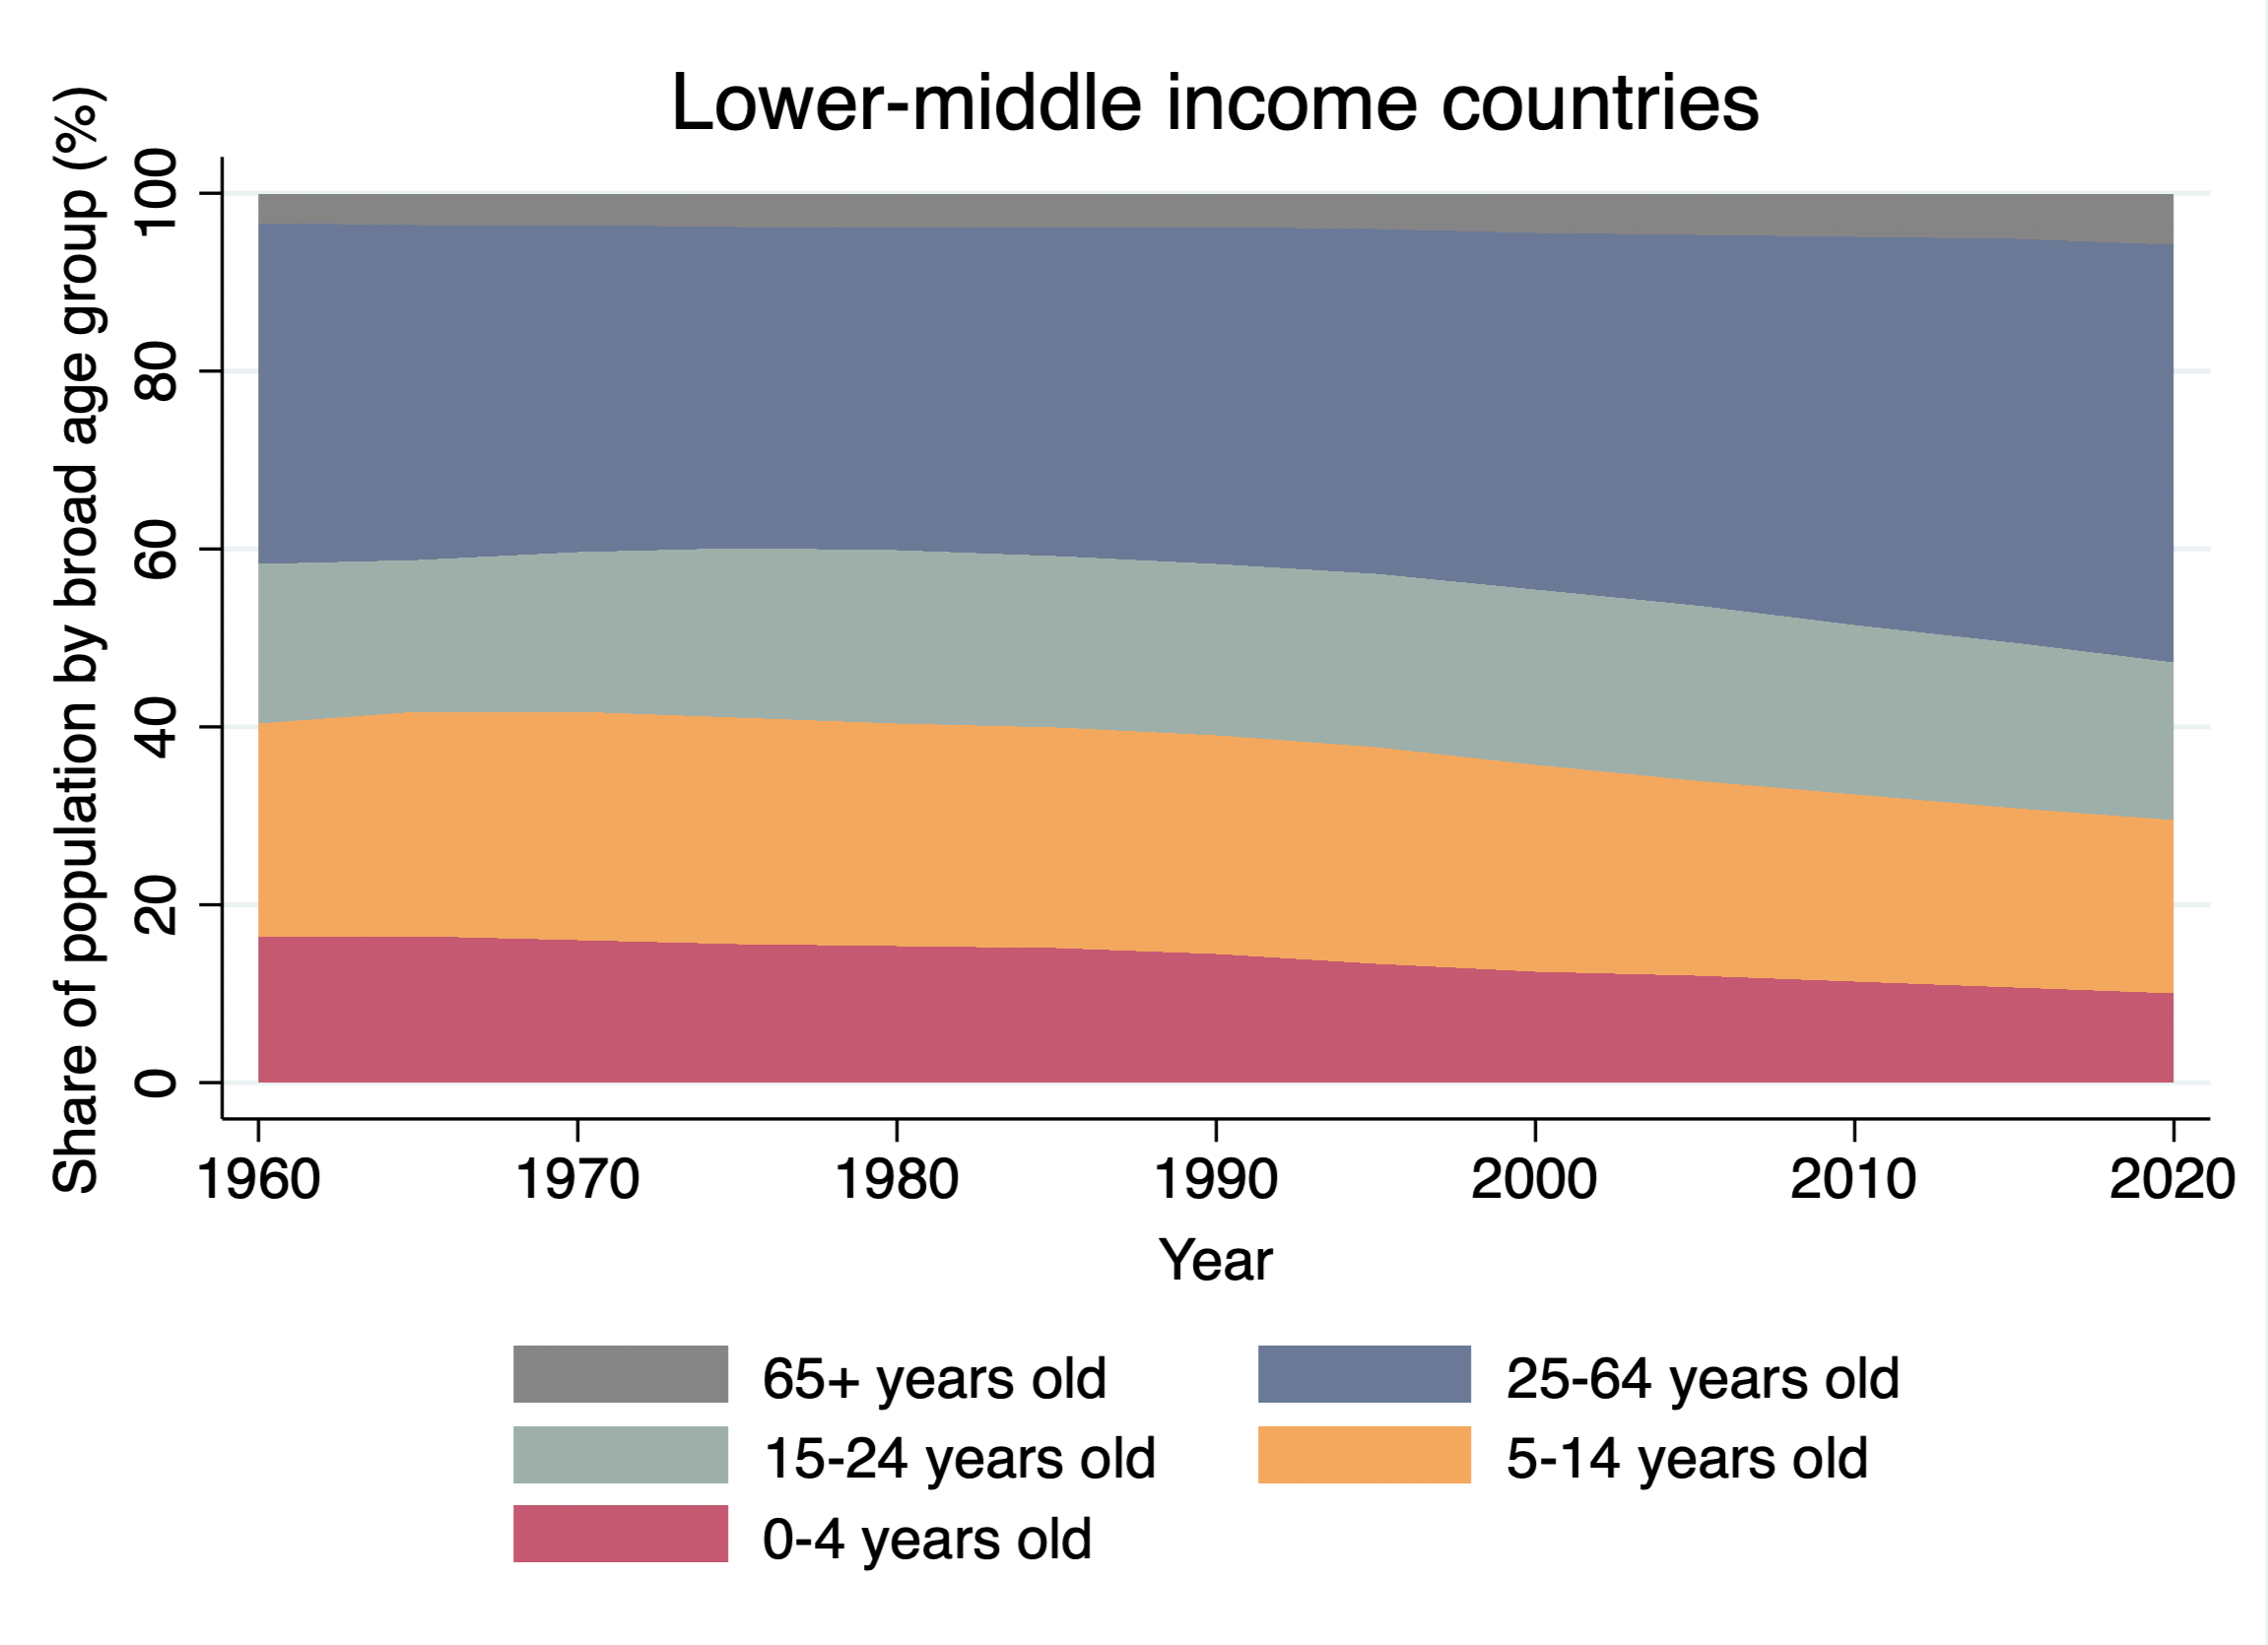 Lower-middle income countries
Share of population by broad age group (%)
100
80
60
40
20
0
1960 1970 1980 1990 2000 2010 2020
Year
65+ years old 25-64 years old
15-24 years old 5-14 years old
0-4 years old